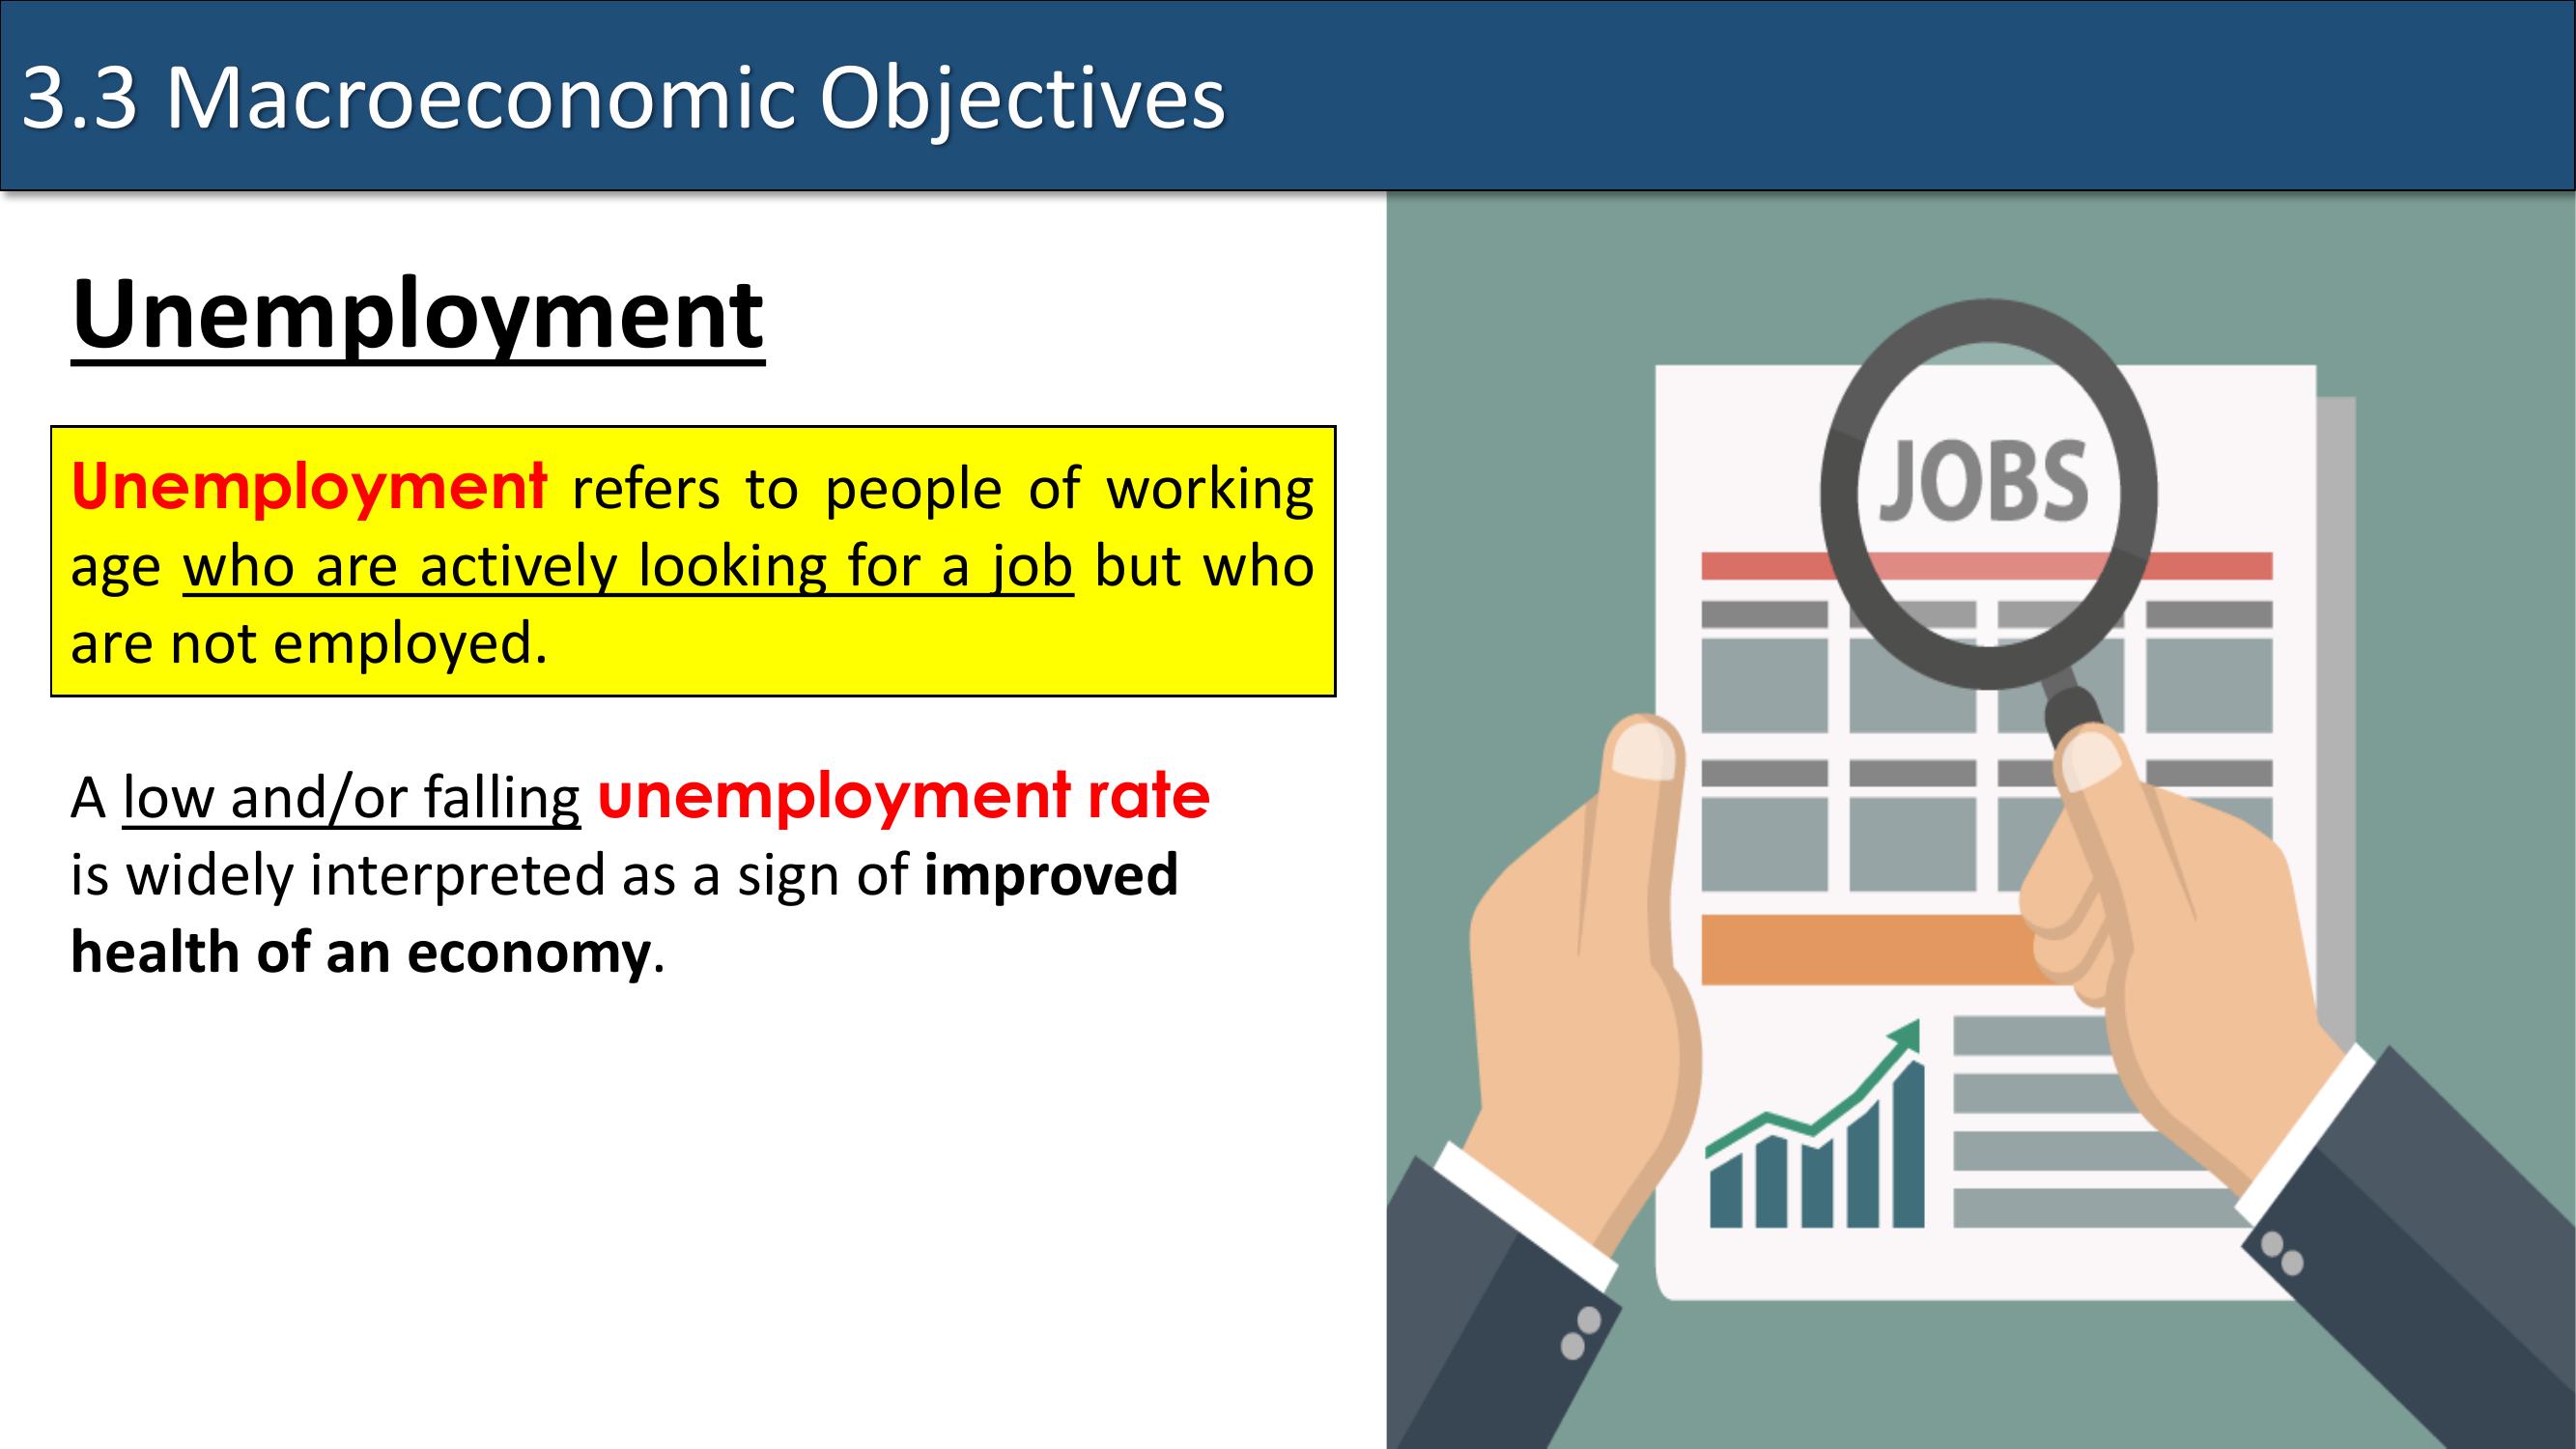 3.3 Macroeconomic Objectives
Unemployment
Unemployment refers to people of working
age who are actively looking for a job but who
are not employed.
A low and/or falling unemployment rate
is widely interpreted as a sign of improved
health of an economy.
JOBS